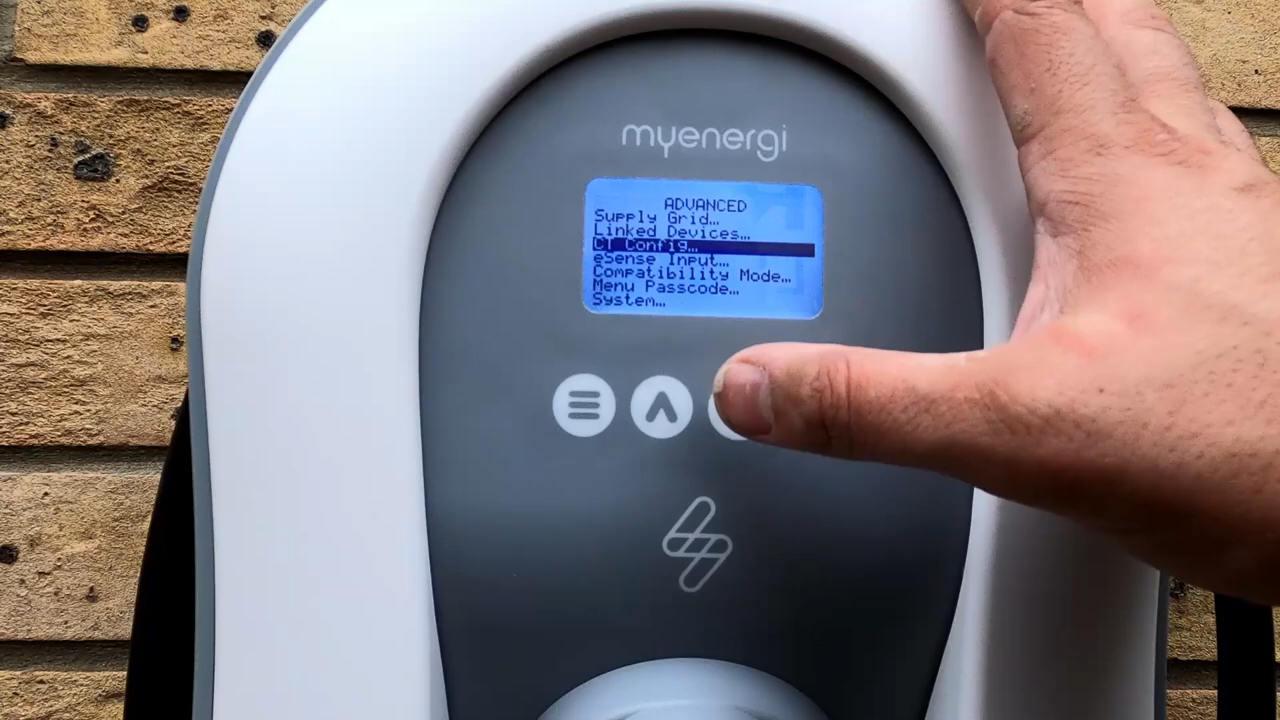 myenergi
ADVANCED
Supply Grid...
Linked Devices...
CT Config...
eSense Input...
Compatibility Mode...
Menu Passcode...
System...